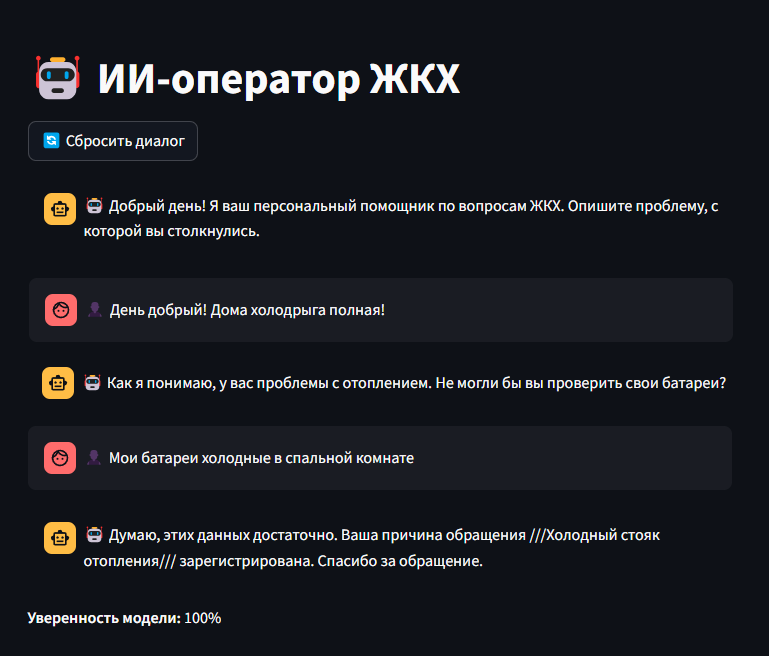 ИИ-оператор ЖКХ
Сбросить диалог
Добрый день! Я ваш персональный помощник по вопросам ЖКХ. Опишите проблему, с
которой вы столкнулись.
День добрый! Дома холодрыга полная!
Как я понимаю, у вас проблемы с отоплением. Не могли бы вы проверить свои батареи?
Мои батареи холодные в спальной комнате
Думаю, этих данных достаточно. Ваша причина обращения ///Холодный стояк
отопления/// зарегистрирована. Спасибо за обращение.
Уверенность модели: 100%